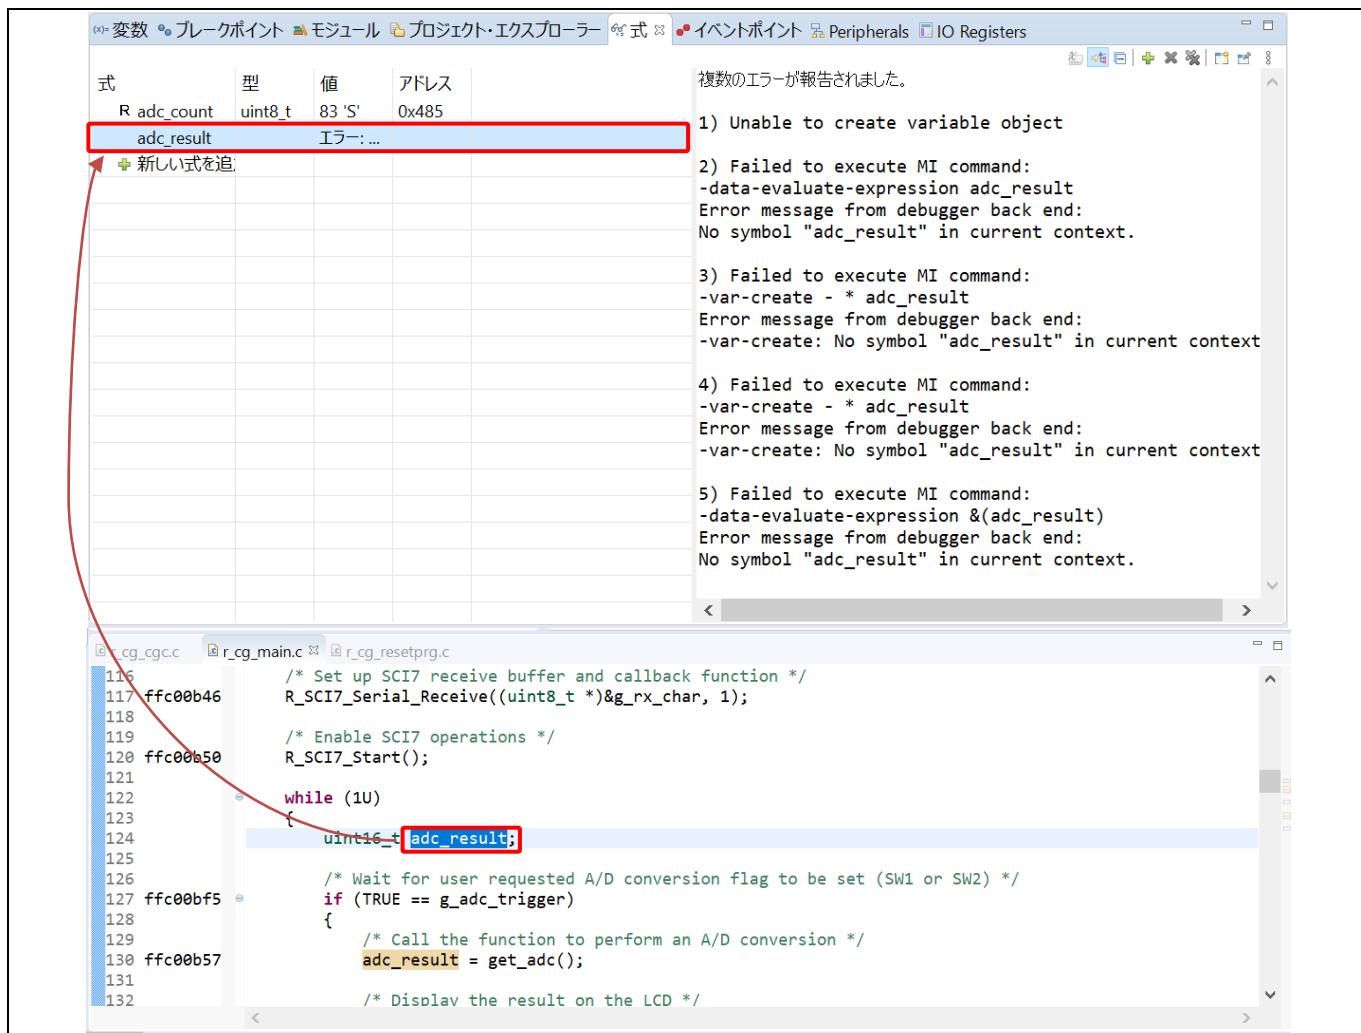 (x)= 変数 ブレークポイント モジュール プロジェクト・エクスプローラー 式 イベントポイント Peripherals IO Registers
式 型 値 アドレス
R adc_count uint8_t 83 'S' 0x485
adc_result エラー: ...
新しい式を追
複数のエラーが報告されました。
1) Unable to create variable object
2) Failed to execute MI command:
-data-evaluate-expression adc_result
Error message from debugger back end:
No symbol "adc_result" in current context.
3) Failed to execute MI command:
-var-create - * adc_result
Error message from debugger back end:
-var-create: No symbol "adc_result" in current context
4) Failed to execute MI command:
-var-create - * adc_result
Error message from debugger back end:
-var-create: No symbol "adc_result" in current context
5) Failed to execute MI command:
-data-evaluate-expression &(adc_result)
Error message from debugger back end:
No symbol "adc_result" in current context.
r_cg_cgc.c r_cg_main.c r_cg_resetprg.c
116 /* Set up SCI7 receive buffer and callback function */
117 ffc00b46 R_SCI7_Serial_Receive((uint8_t *)&g_rx_char, 1);
118
119 /* Enable SCI7 operations */
120 ffc00b50 R_SCI7_Start();
121
122 while (1U)
123 {
124 uint16_t adc_result;
125
126 /* Wait for user requested A/D conversion flag to be set (SW1 or SW2) */
127 ffc00bf5 if (TRUE == g_adc_trigger)
128 {
129 /* Call the function to perform an A/D conversion */
130 ffc00b57 adc_result = get_adc();
131
132 /* Display the result on the LCD */